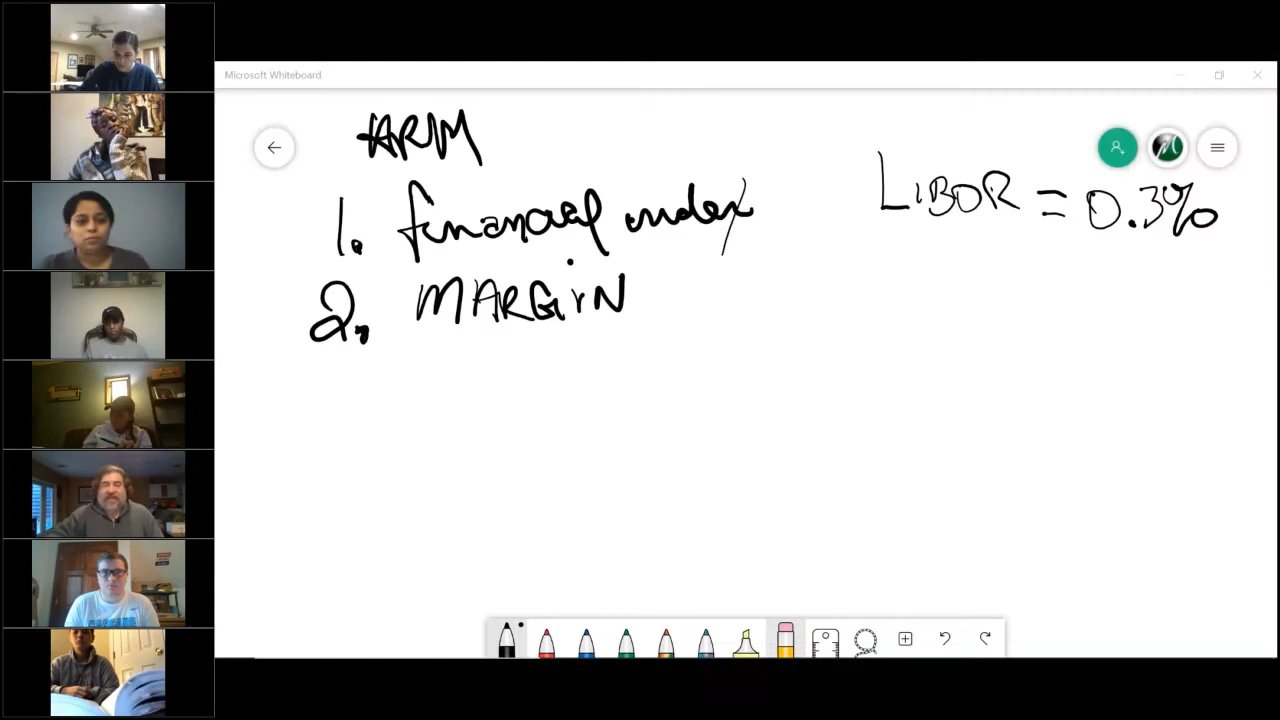 Microsoft Whiteboard
ARM
1. financial index
LIBOR = 0.3%
2. MARGIN